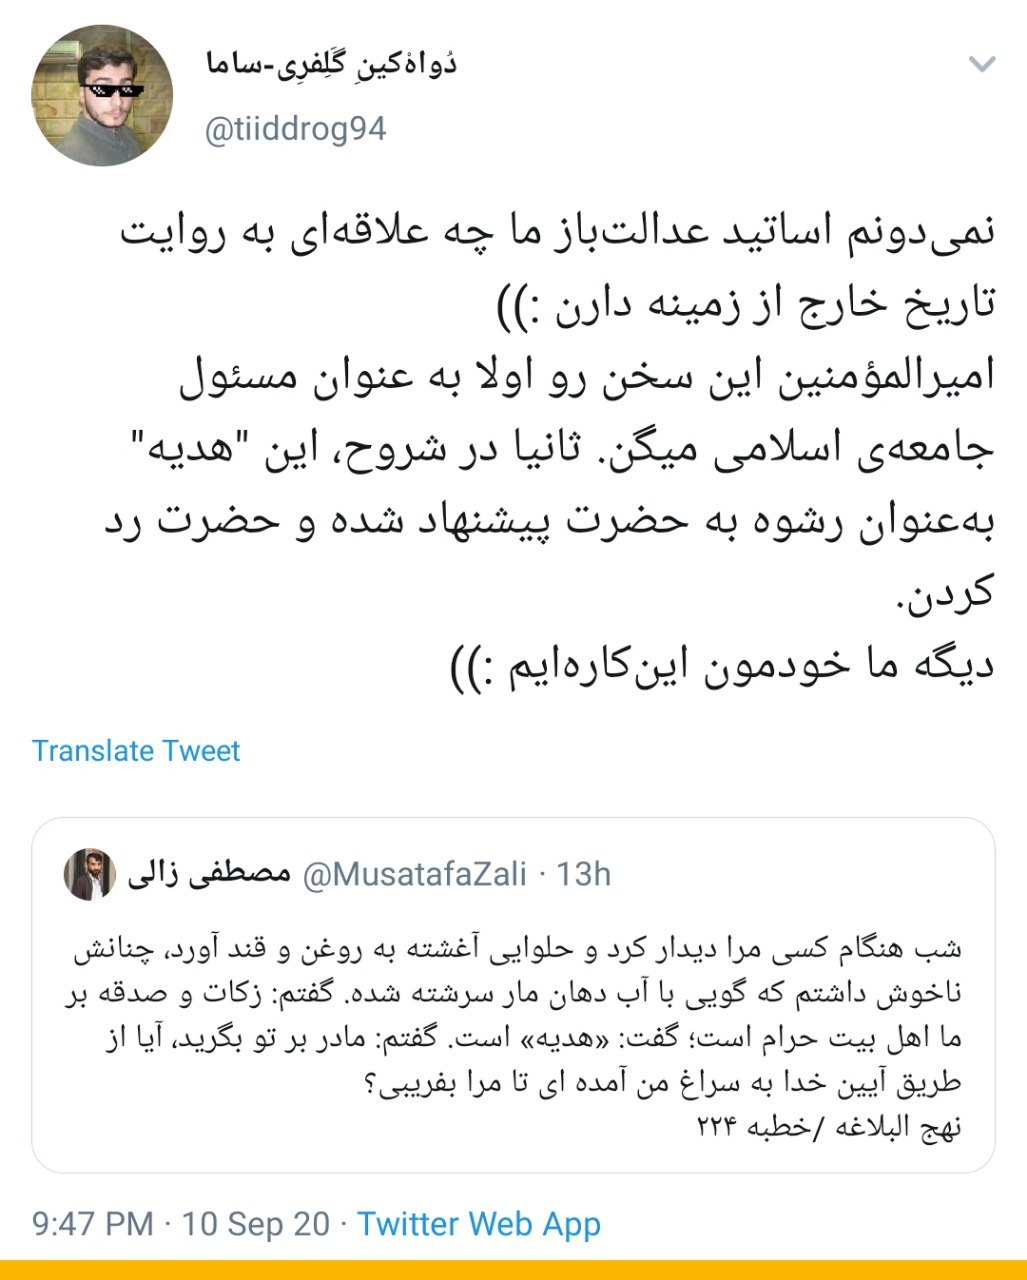 دُواهْ‌کینِ گَلِفرِی-ساما
@tiiddrog94
نمی‌دونم اساتید عدالت‌باز ما چه علاقه‌ای به روایت
تاریخ خارج از زمینه دارن :))
امیرالمؤمنین این سخن رو اولا به عنوان مسئول
جامعه‌ی اسلامی میگن. ثانیا در شروح، این "هدیه"
به‌عنوان رشوه به حضرت پیشنهاد شده و حضرت رد
کردن.
دیگه ما خودمون این‌کاره‌ایم :))
Translate Tweet
مصطفی زالی @MusatafaZali · 13h
شب هنگام کسی مرا دیدار کرد و حلوایی آغشته به روغن و قند آورد، چنانش
ناخوش داشتم که گویی با آب دهان مار سرشته شده. گفتم: زکات و صدقه بر
ما اهل بیت حرام است؛ گفت: «هدیه» است. گفتم: مادر بر تو بگرید، آیا از
طریق آیین خدا به سراغ من آمده ای تا مرا بفریبی؟
نهج البلاغه /خطبه ۲۲۴
9:47 PM · 10 Sep 20 · Twitter Web App